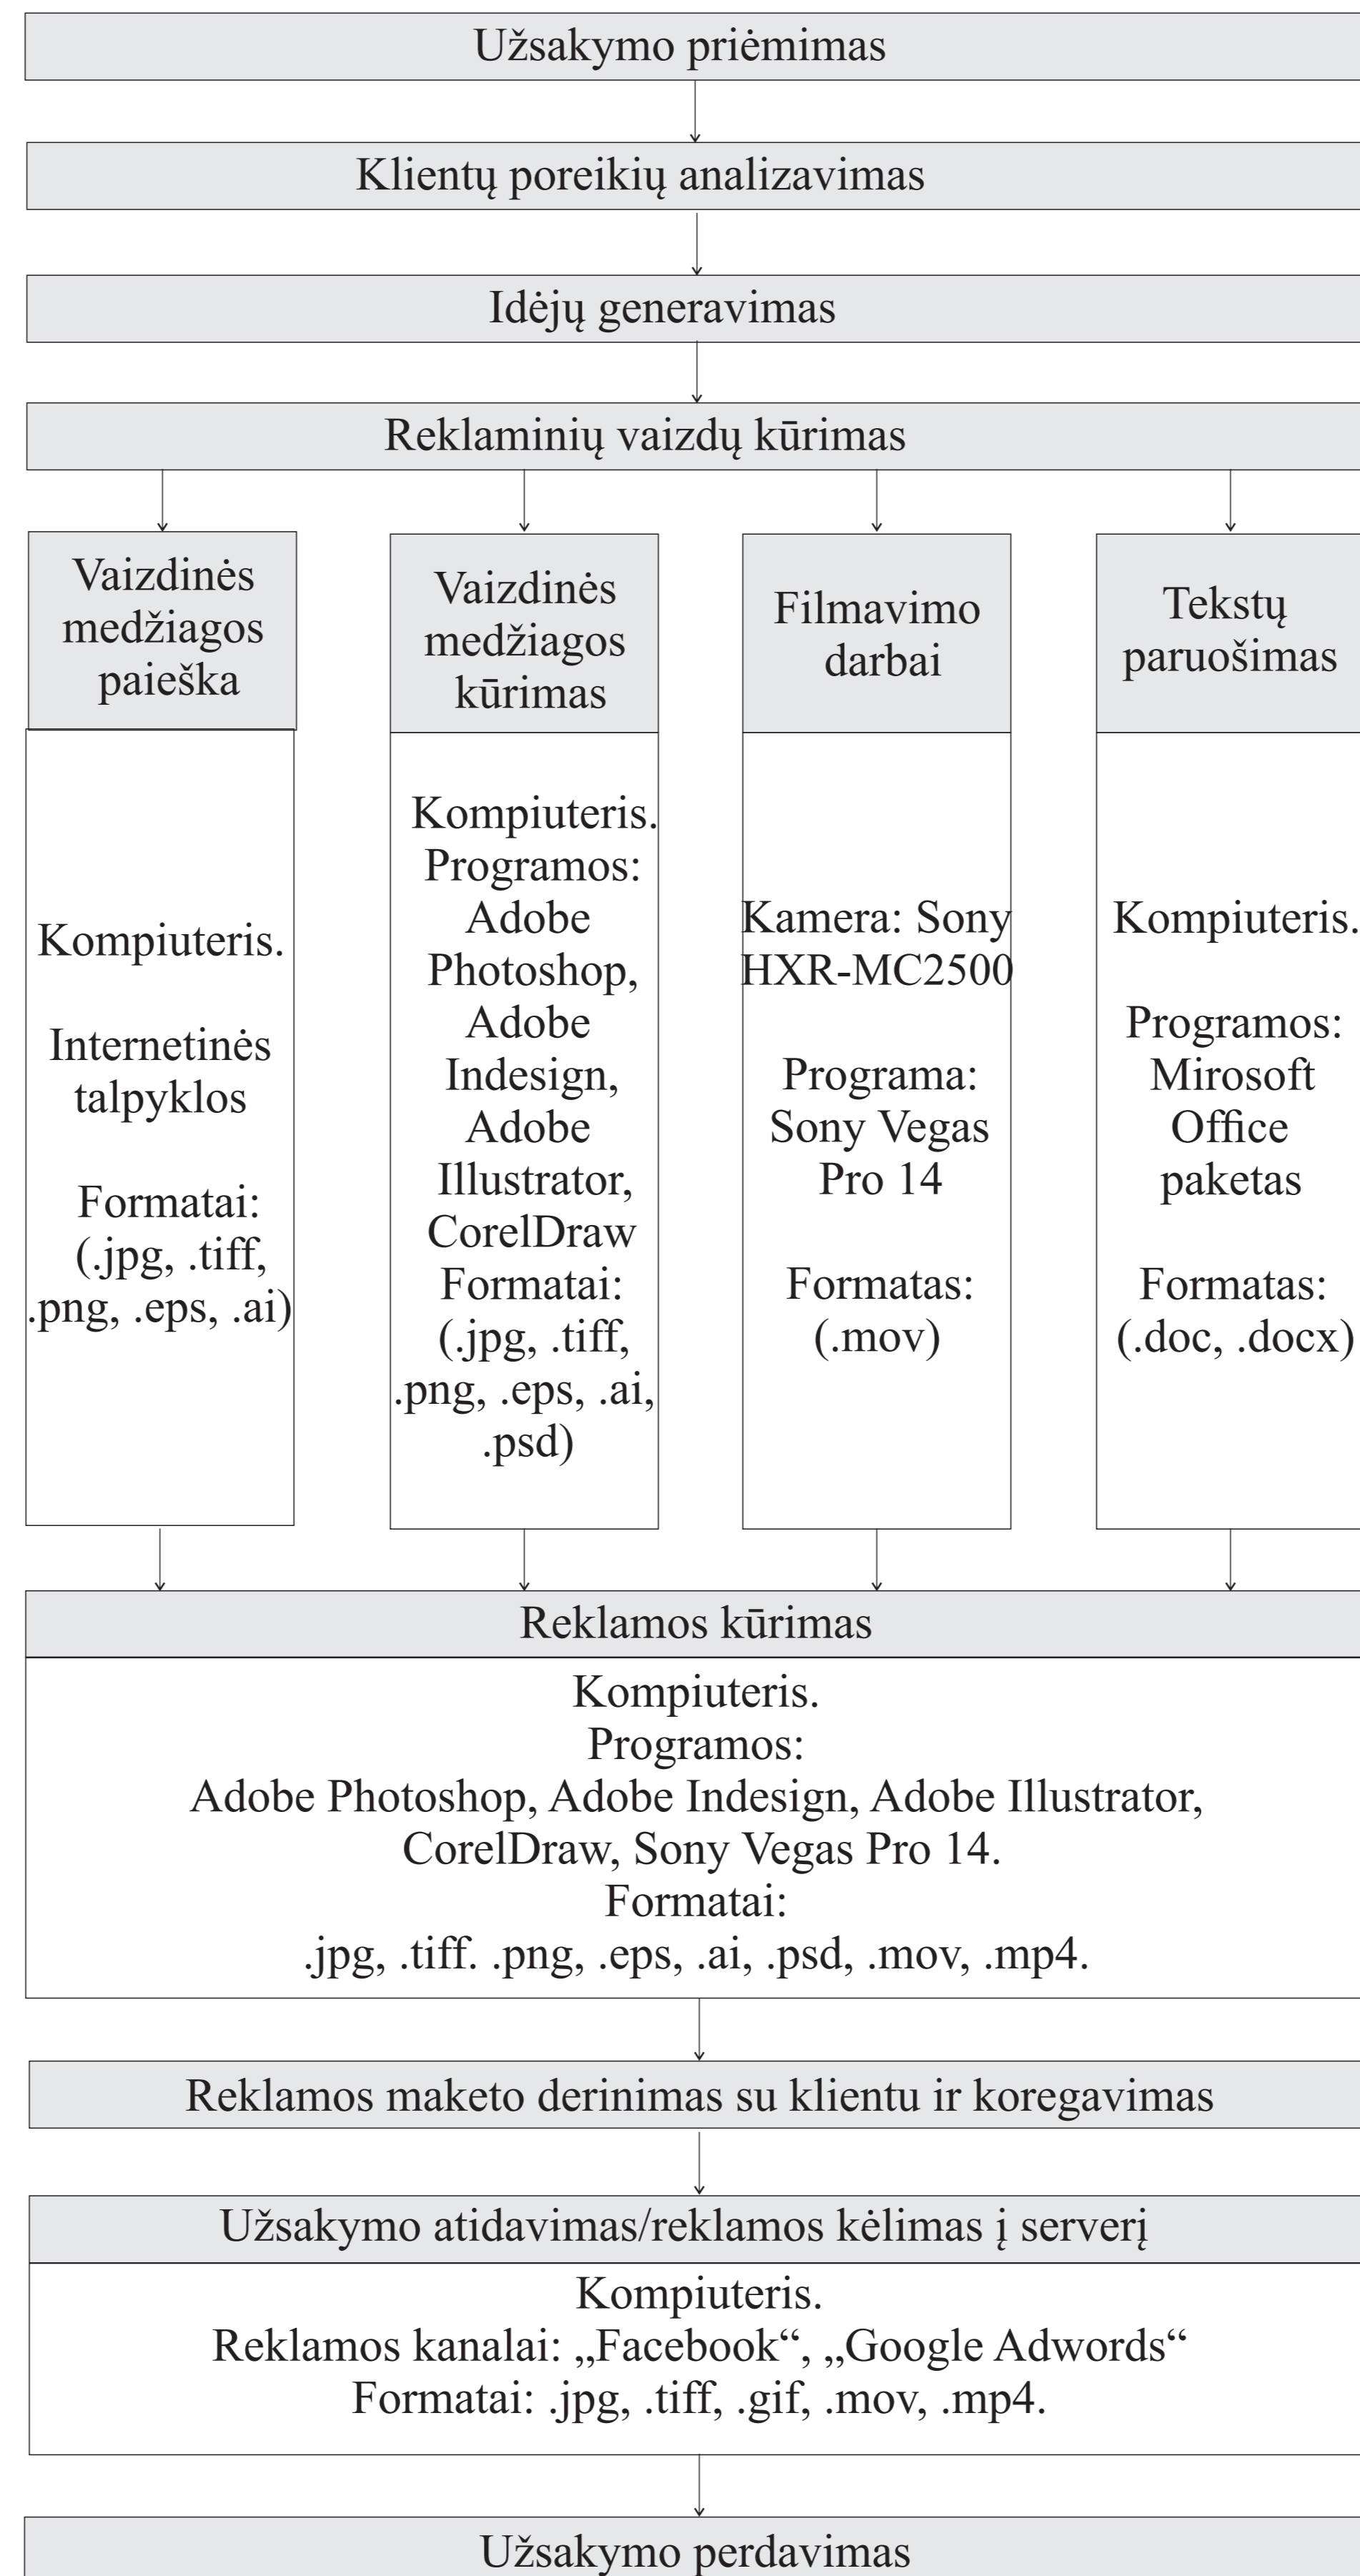 Užsakymo priėmimas
Klientų poreikių analizavimas
Idėjų generavimas
Reklaminių vaizdų kūrimas
Vaizdinės
medžiagos
paieška
Kompiuteris.
Internetinės
talpyklos
Formatai:
(.jpg, .tiff,
.png, .eps, .ai)
Vaizdinės
medžiagos
kūrimas
Kompiuteris.
Programos:
Adobe
Photoshop,
Adobe
Indesign,
Adobe
Illustrator,
CorelDraw
Formatai:
(.jpg, .tiff,
.png, .eps, .ai,
.psd)
Filmavimo
darbai
Kamera: Sony
HXR-MC2500
Programa:
Sony Vegas
Pro 14
Formatas:
(.mov)
Tekstų
paruošimas
Kompiuteris.
Programos:
Mirosoft
Office
paketas
Formatas:
(.doc, .docx)
Reklamos kūrimas
Kompiuteris.
Programos:
Adobe Photoshop, Adobe Indesign, Adobe Illustrator,
CorelDraw, Sony Vegas Pro 14.
Formatai:
.jpg, .tiff. .png, .eps, .ai, .psd, .mov, .mp4.
Reklamos maketo derinimas su klientu ir koregavimas
Užsakymo atidavimas/reklamos kėlimas į serverį
Kompiuteris.
Reklamos kanalai: „Facebook“, „Google Adwords“
Formatai: .jpg, .tiff, .gif, .mov, .mp4.
Užsakymo perdavimas